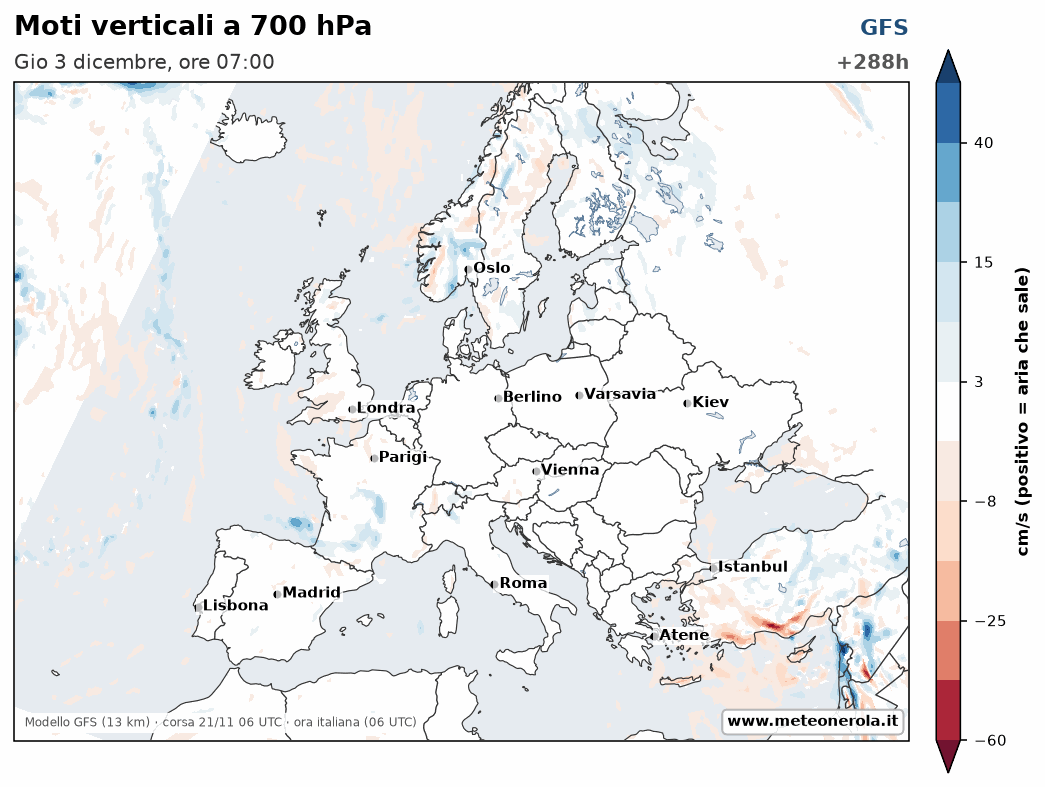 Moti verticali a 700 hPa
GFS
Gio 3 dicembre, ore 07:00
+288h
Oslo
Londra
Berlino
Varsavia
Kiev
Parigi
Vienna
Istanbul
Madrid
Roma
Lisbona
Atene
Modello GFS (13 km) · corsa 21/11 06 UTC · ora italiana (06 UTC)
www.meteonerola.it
40
15
3
−8
−25
−60
cm/s (positivo = aria che sale)